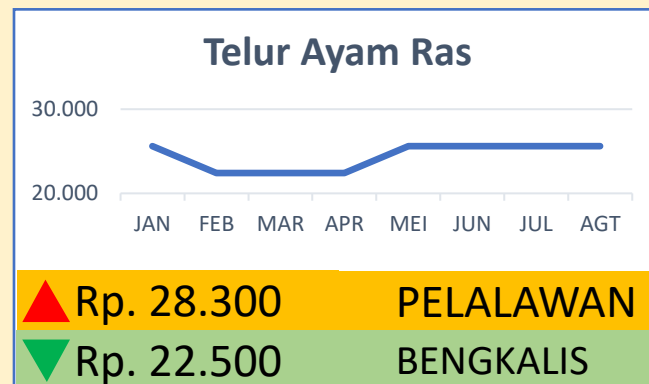 Telur Ayam Ras
30.000
20.000
JAN FEB MAR APR MEI JUN JUL AGT
Rp. 28.300 PELALAWAN
Rp. 22.500 BENGKALIS